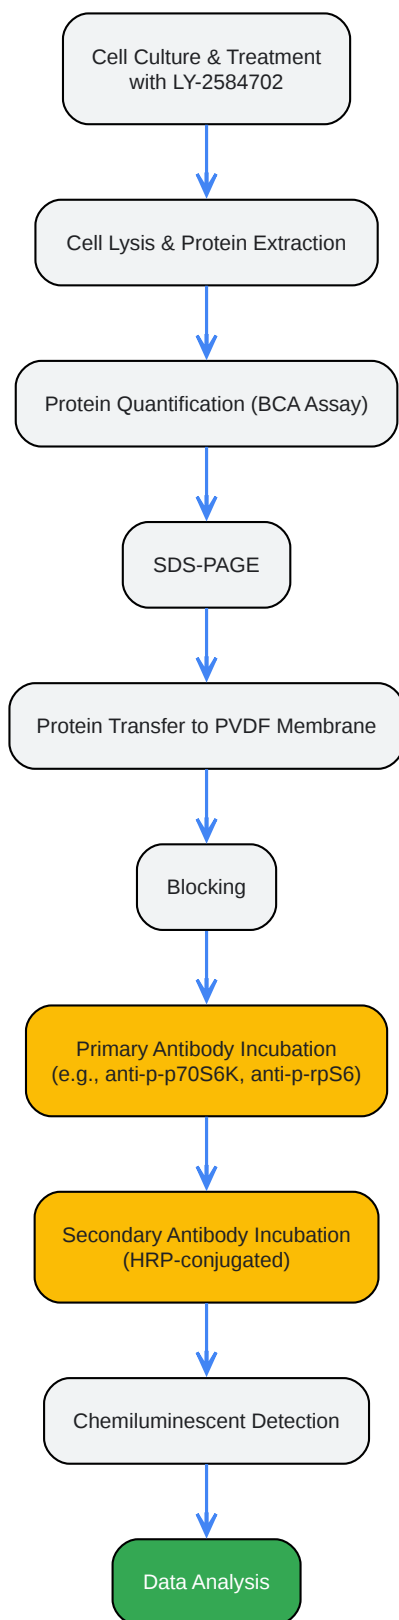 Cell Culture & Treatment
with LY-2584702
Cell Lysis & Protein Extraction
Protein Quantification (BCA Assay)
SDS-PAGE
Protein Transfer to PVDF Membrane
Blocking
Primary Antibody Incubation
(e.g., anti-p-p70S6K, anti-p-rpS6)
Secondary Antibody Incubation
(HRP-conjugated)
Chemiluminescent Detection
Data Analysis